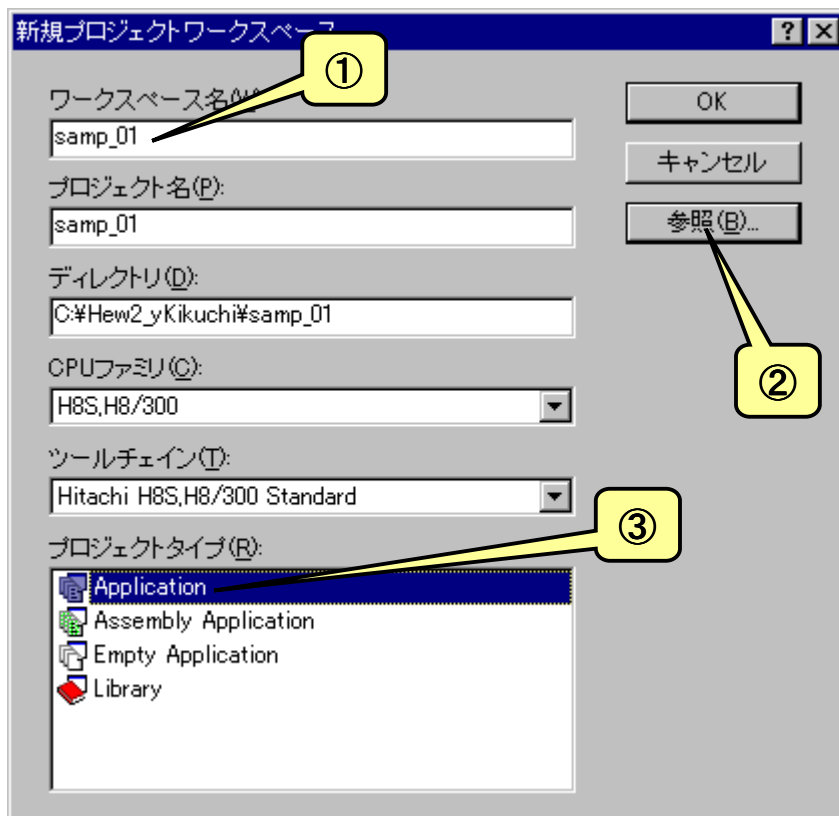 新規プロジェクトワークスペース
①
ワークスペース名(W):
samp_01
OK
キャンセル
プロジェクト名(P):
samp_01
参照(B)...
②
ディレクトリ(D):
C:¥Hew2_yKikuchi¥samp_01
CPUファミリ(C):
H8S,H8/300
ツールチェイン(T):
Hitachi H8S,H8/300 Standard
③
プロジェクトタイプ(R):
Application
Assembly Application
Empty Application
Library